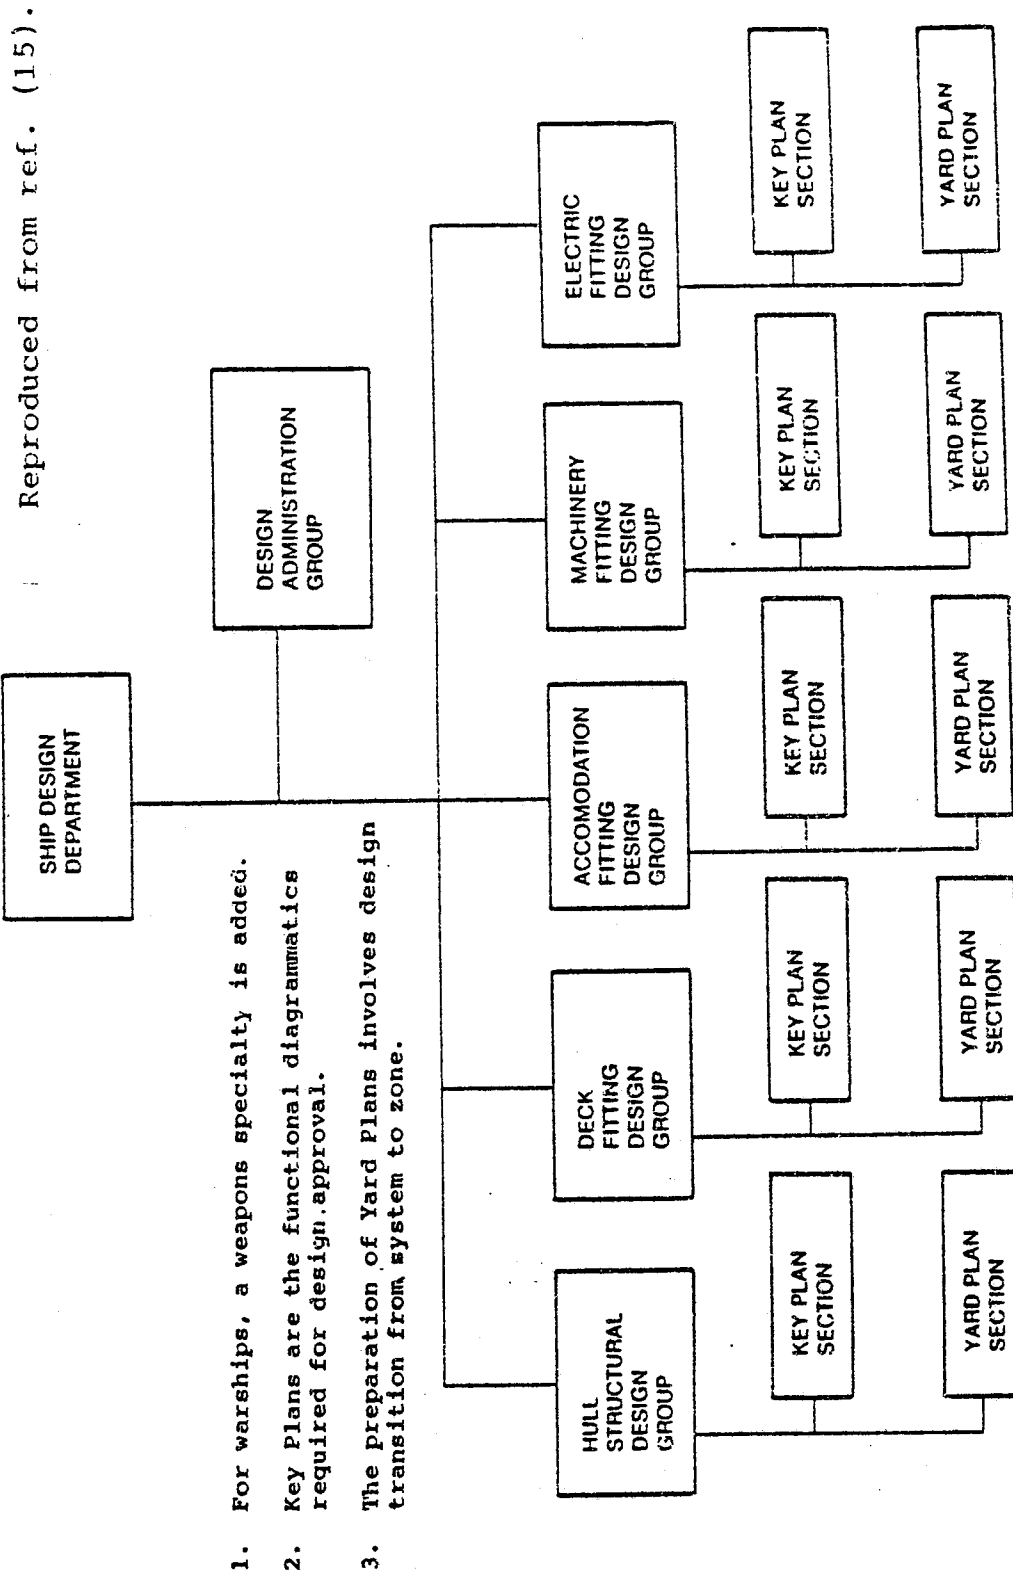 Reproduced from ref. (15).
SHIP DESIGN
DEPARTMENT
DESIGN
ADMINISTRATION
GROUP
1. For warships, a weapons specialty is added.
2. Key Plans are the functional diagrammatics
required for design approval.
3. The preparation of Yard Plans involves design
transition from system to zone.
HULL
STRUCTURAL
DESIGN
GROUP
DECK
FITTING
DESIGN
GROUP
ACCOMODATION
FITTING
DESIGN
GROUP
MACHINERY
FITTING
DESIGN
GROUP
ELECTRIC
FITTING
DESIGN
GROUP
KEY PLAN
SECTION
KEY PLAN
SECTION
KEY PLAN
SECTION
KEY PLAN
SECTION
KEY PLAN
SECTION
YARD PLAN
SECTION
YARD PLAN
SECTION
YARD PLAN
SECTION
YARD PLAN
SECTION
YARD PLAN
SECTION